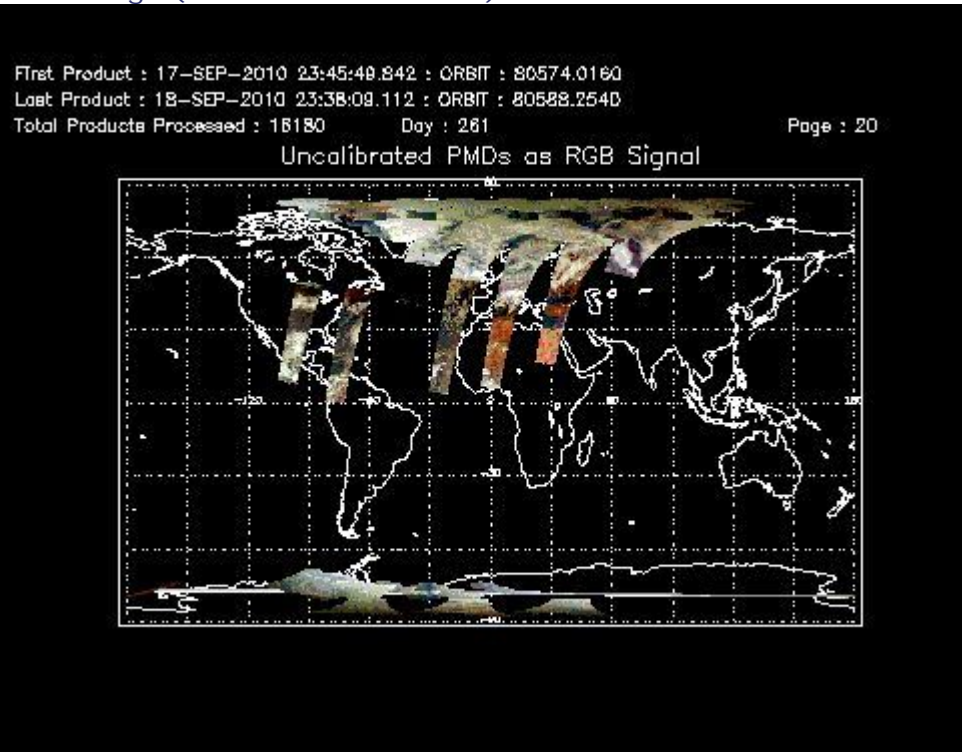 First Product : 17-SEP-2010 23:45:49.842 : ORBIT : 80574.0160
Last Product : 18-SEP-2010 23:38:09.112 : ORBIT : 80588.2540
Total Products Processed : 16180 Day : 261 Page : 20
Uncalibrated PMDs as RGB Signal